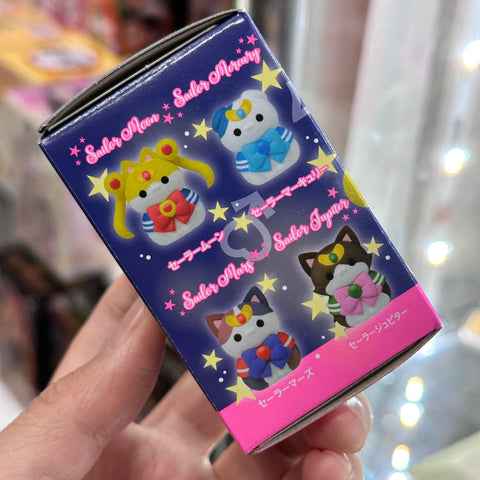 Sailor Moon
Sailor Mercury
セーラームーン
セーラーマーキュリー
Sailor Mars
Sailor Jupiter
セーラーマーズ
セーラージュピター